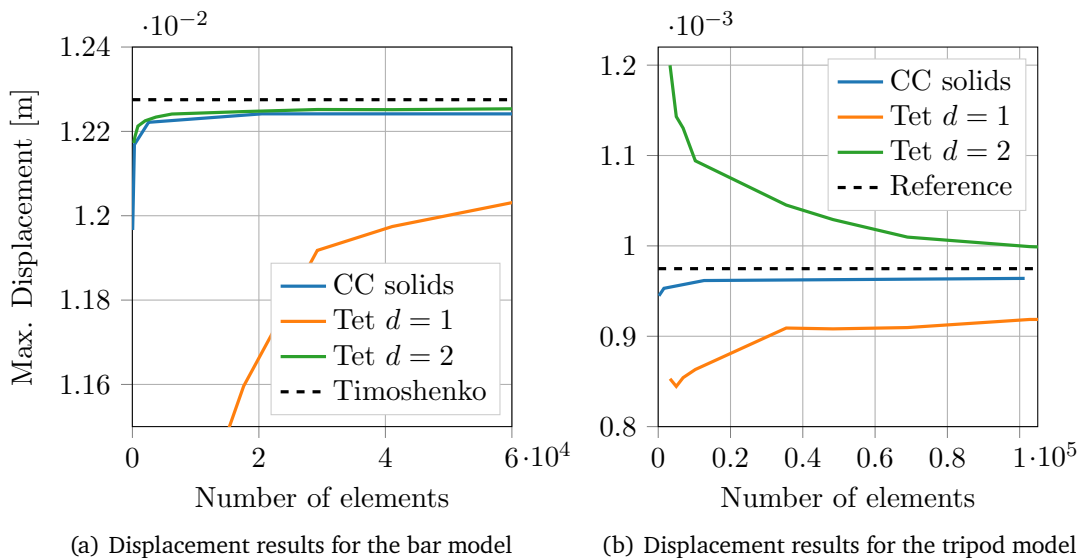 ·10⁻²
1.24
1.22
1.2
1.18
1.16
Max. Displacement [m]
CC solids
Tet d = 1
Tet d = 2
Timoshenko
0 2 4 6·10⁴
Number of elements
(a) Displacement results for the bar model
·10⁻³
1.2
1.1
1
0.9
0.8
CC solids
Tet d = 1
Tet d = 2
Reference
0 0.2 0.4 0.6 0.8 1·10⁵
Number of elements
(b) Displacement results for the tripod model